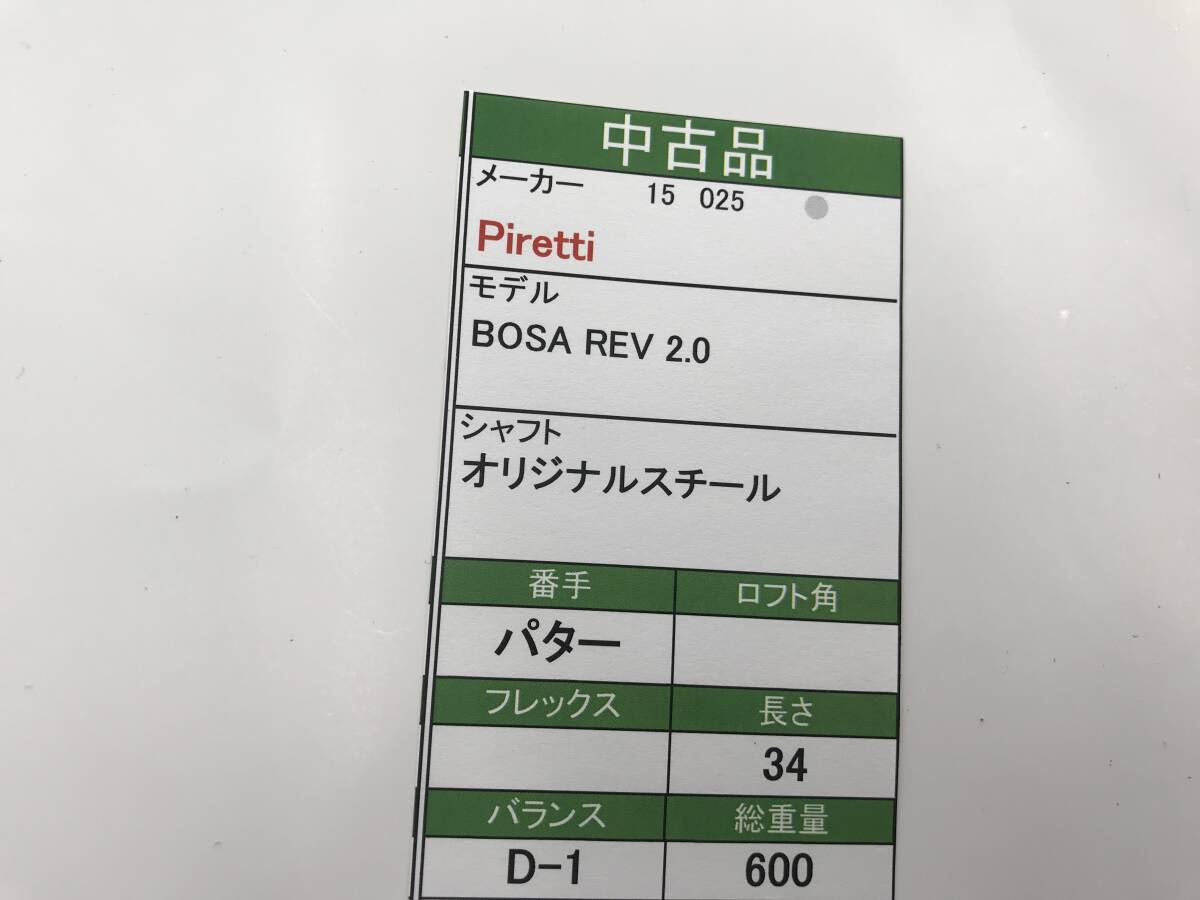 中古品
メーカー 15 025
Piretti
モデル
BOSA REV 2.0
シャフト
オリジナルスチール
番手 ロフト角
パター
フレックス 長さ
34
バランス 総重量
D-1 600